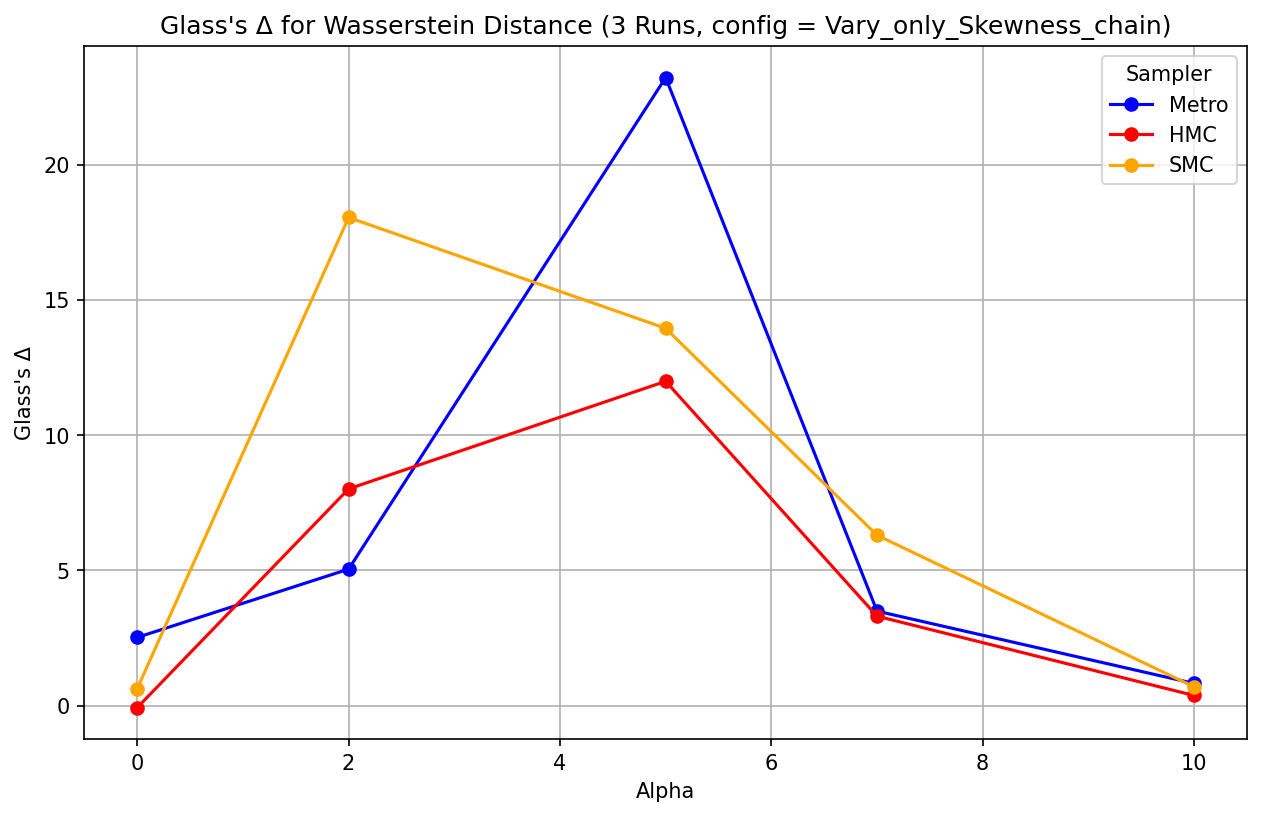 Glass's Δ for Wasserstein Distance (3 Runs, config = Vary_only_Skewness_chain)
Sampler
Metro
HMC
SMC
Glass's Δ
20
15
10
5
0
0
2
4
6
8
10
Alpha